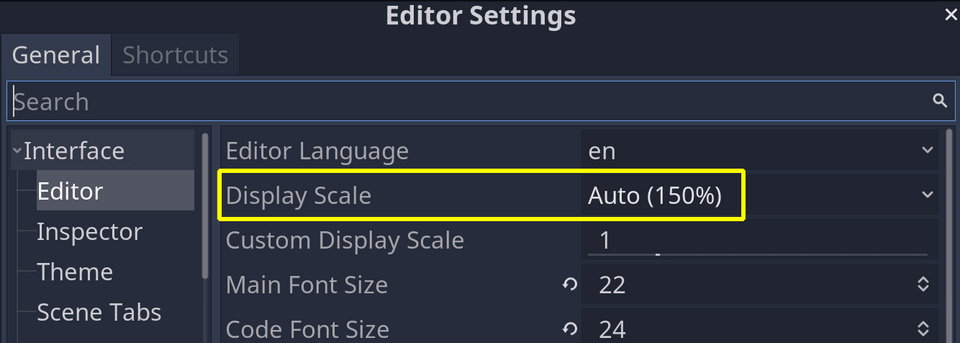 Editor Settings
General Shortcuts
Search
Interface
Editor
Inspector
Theme
Scene Tabs
Editor Language en
Display Scale Auto (150%)
Custom Display Scale 1
Main Font Size 22
Code Font Size 24